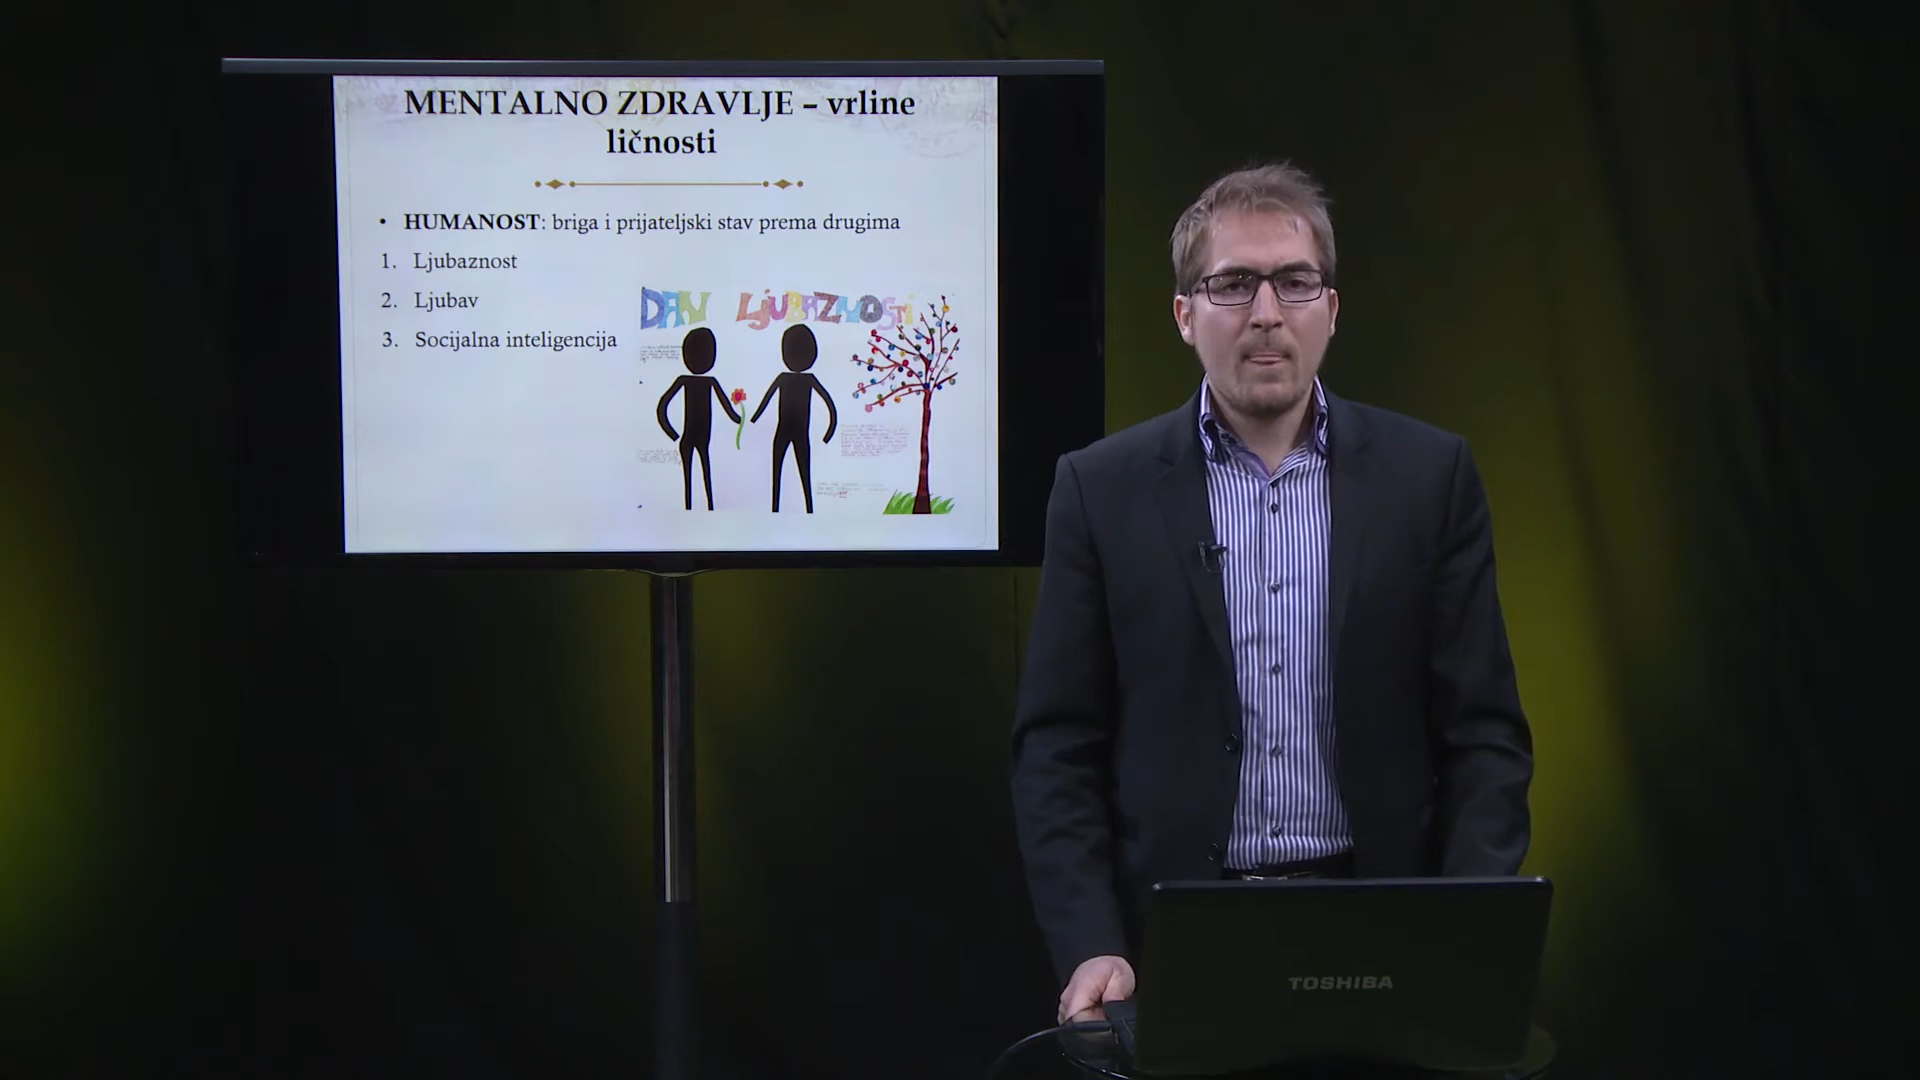 MENTALNO ZDRAVLJE – vrline
ličnosti
• HUMANOST: briga i prijateljski stav prema drugima
1. Ljubaznost
2. Ljubav
3. Socijalna inteligencija
DAN LJUBAZNOSTI
TOSHIBA